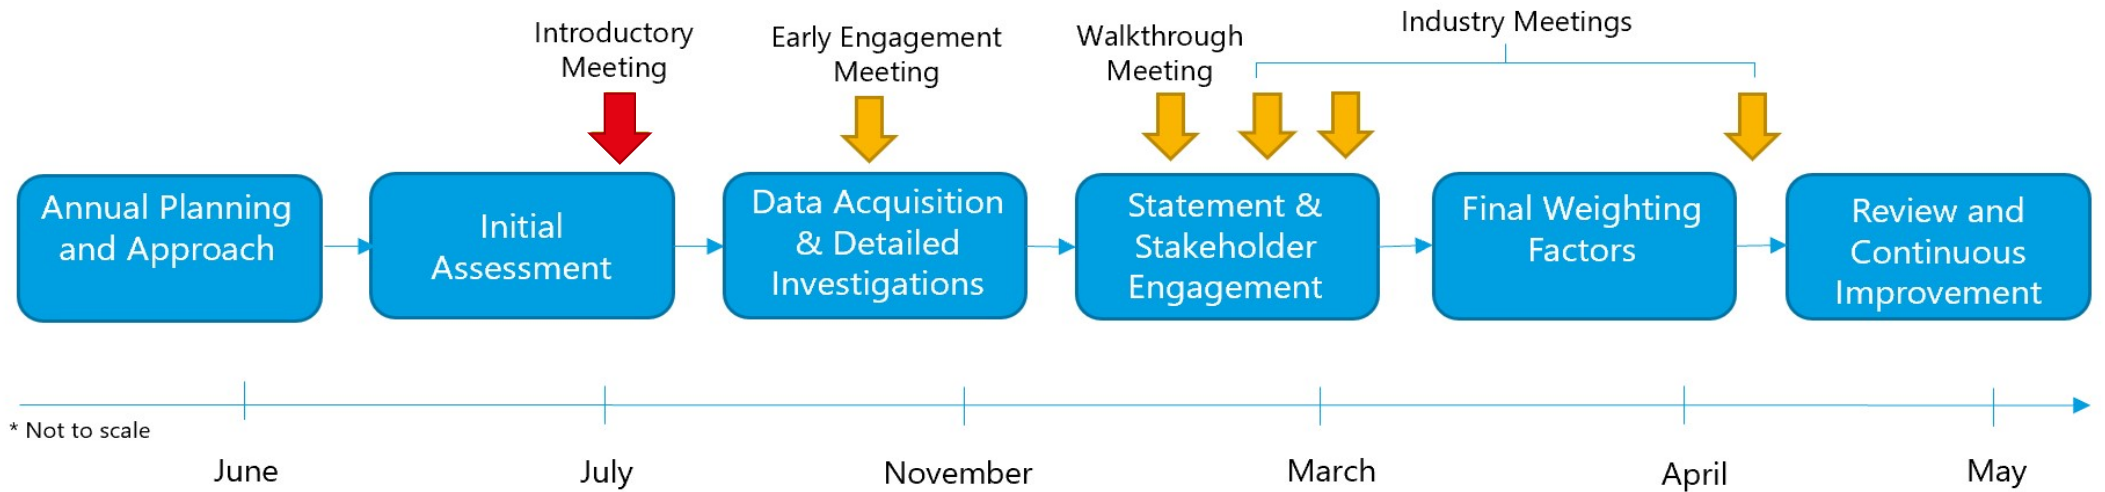 Introductory
Meeting
Early Engagement
Meeting
Walkthrough
Meeting
Industry Meetings
Annual Planning
and Approach
Initial
Assessment
Data Acquisition
& Detailed
Investigations
Statement &
Stakeholder
Engagement
Final Weighting
Factors
Review and
Continuous
Improvement
* Not to scale
June
July
November
March
April
May